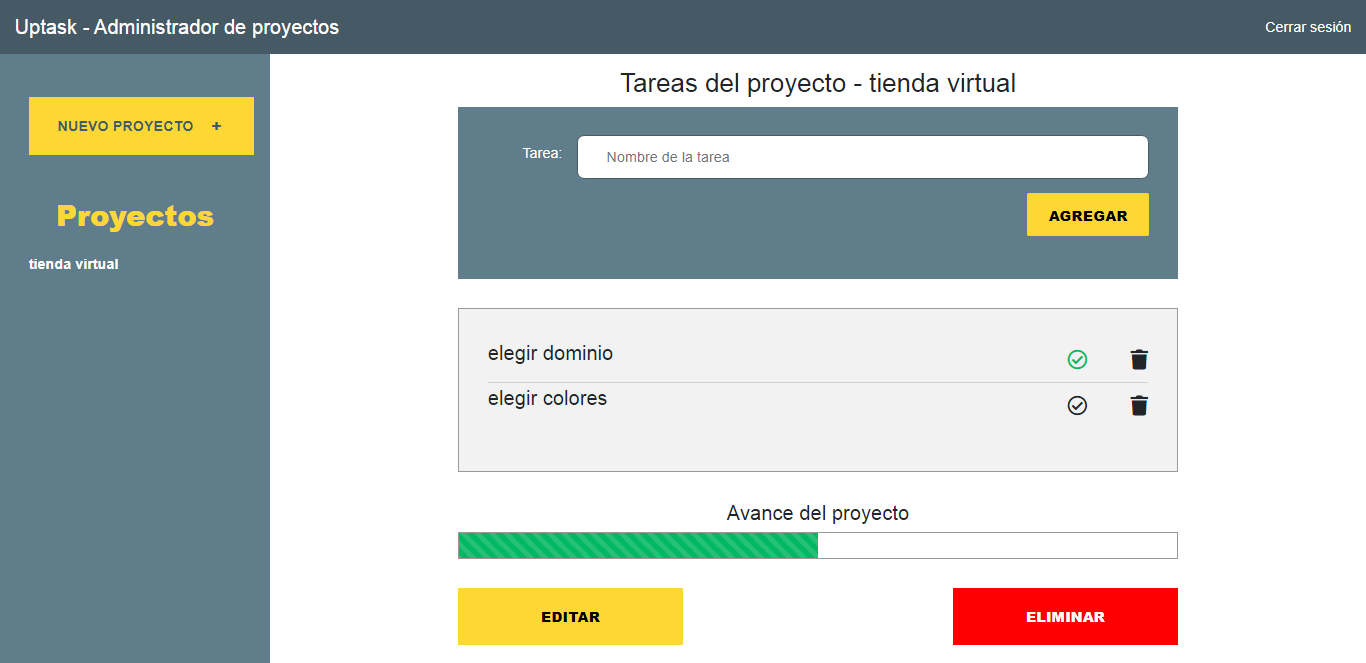 Uptask - Administrador de proyectos
Cerrar sesión
NUEVO PROYECTO +
Proyectos
tienda virtual
Tareas del proyecto - tienda virtual
Tarea:
Nombre de la tarea
AGREGAR
elegir dominio
elegir colores
Avance del proyecto
EDITAR
ELIMINAR